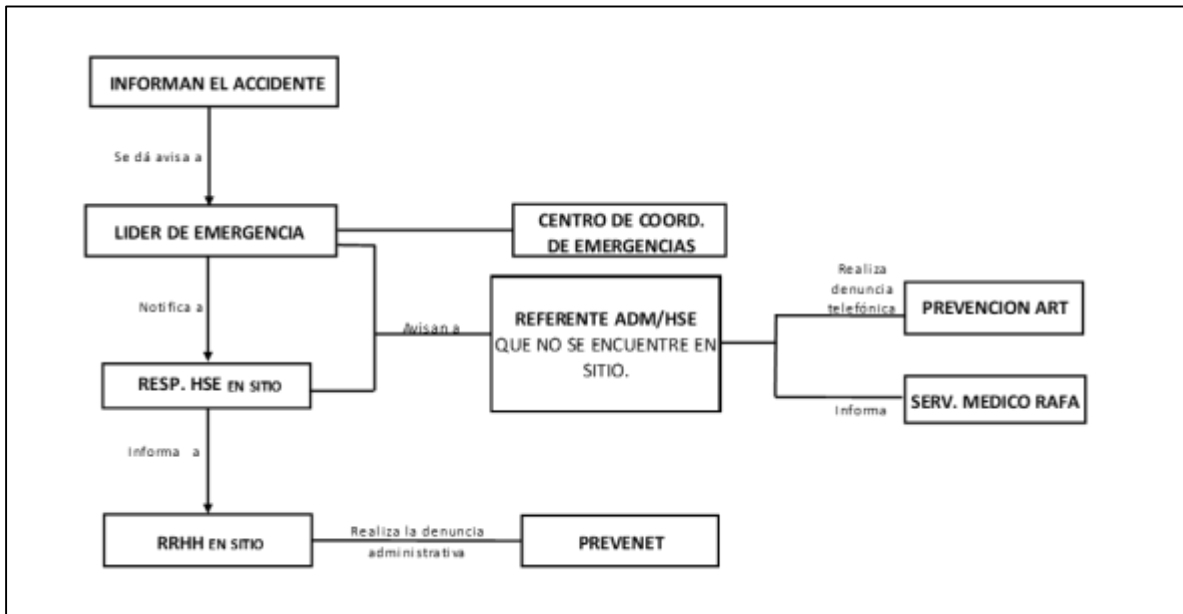 INFORMAN EL ACCIDENTE
Se dá avisa a
LIDER DE EMERGENCIA
CENTRO DE COORD.
DE EMERGENCIAS
Notifica a
Avisan a
REFERENTE ADM/HSE
QUE NO SE ENCUENTRE EN
SITIO.
Realiza
denuncia
telefónica
PREVENCION ART
RESP. HSE EN SITIO
Informa
SERV. MEDICO RAFA
Informa a
RRHH EN SITIO
Realiza la denuncia
administrativa
PREVENET